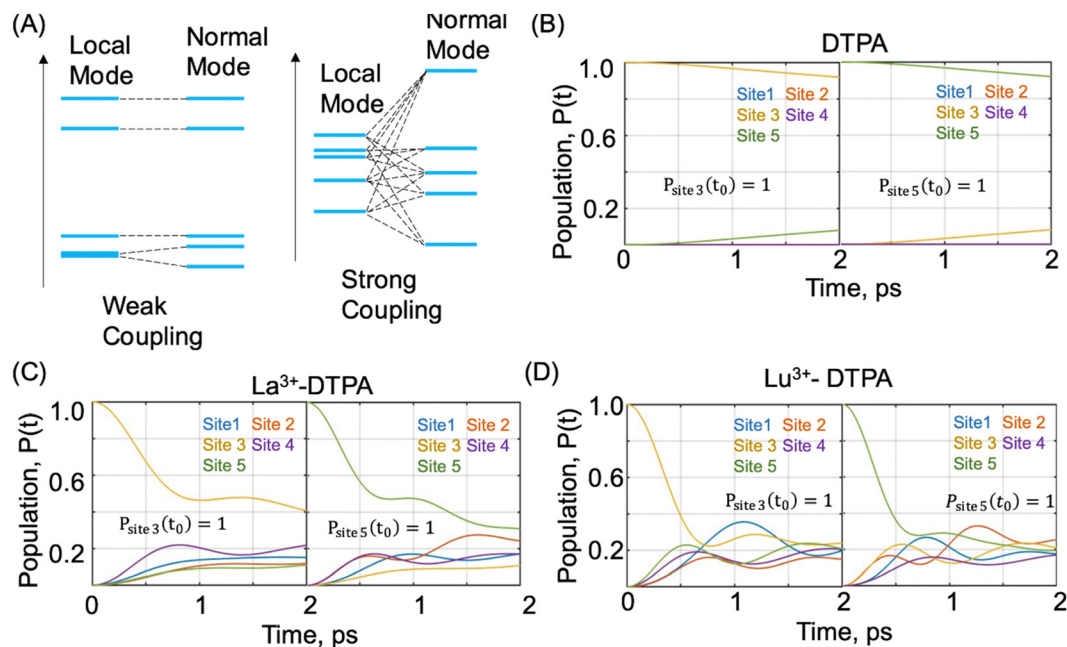 (A)
Local
Mode
Normal
Mode
Weak
Coupling
Local
Mode
Normal
Mode
Strong
Coupling
(B)
DTPA
Population, P(t)
1.0
0.6
0.2
Site1 Site 2
Site 3 Site 4
Site 5
P site 3 (t0) = 1
Site1 Site 2
Site 3 Site 4
Site 5
P site 5 (t0) = 1
0 1 2 1 2
Time, ps
(C)
La3+-DTPA
Population, P(t)
1.0
0.6
0.2
Site1 Site 2
Site 3 Site 4
Site 5
P site 3 (t0) = 1
Site1 Site 2
Site 3 Site 4
Site 5
P site 5 (t0) = 1
0 1 2 1 2
Time, ps
(D)
Lu3+- DTPA
Population, P(t)
1.0
0.6
0.2
Site1 Site 2
Site 3 Site 4
Site 5
P site 3 (t0) = 1
Site1 Site 2
Site 3 Site 4
Site 5
P site 5 (t0) = 1
0 1 2 1 2
Time, ps